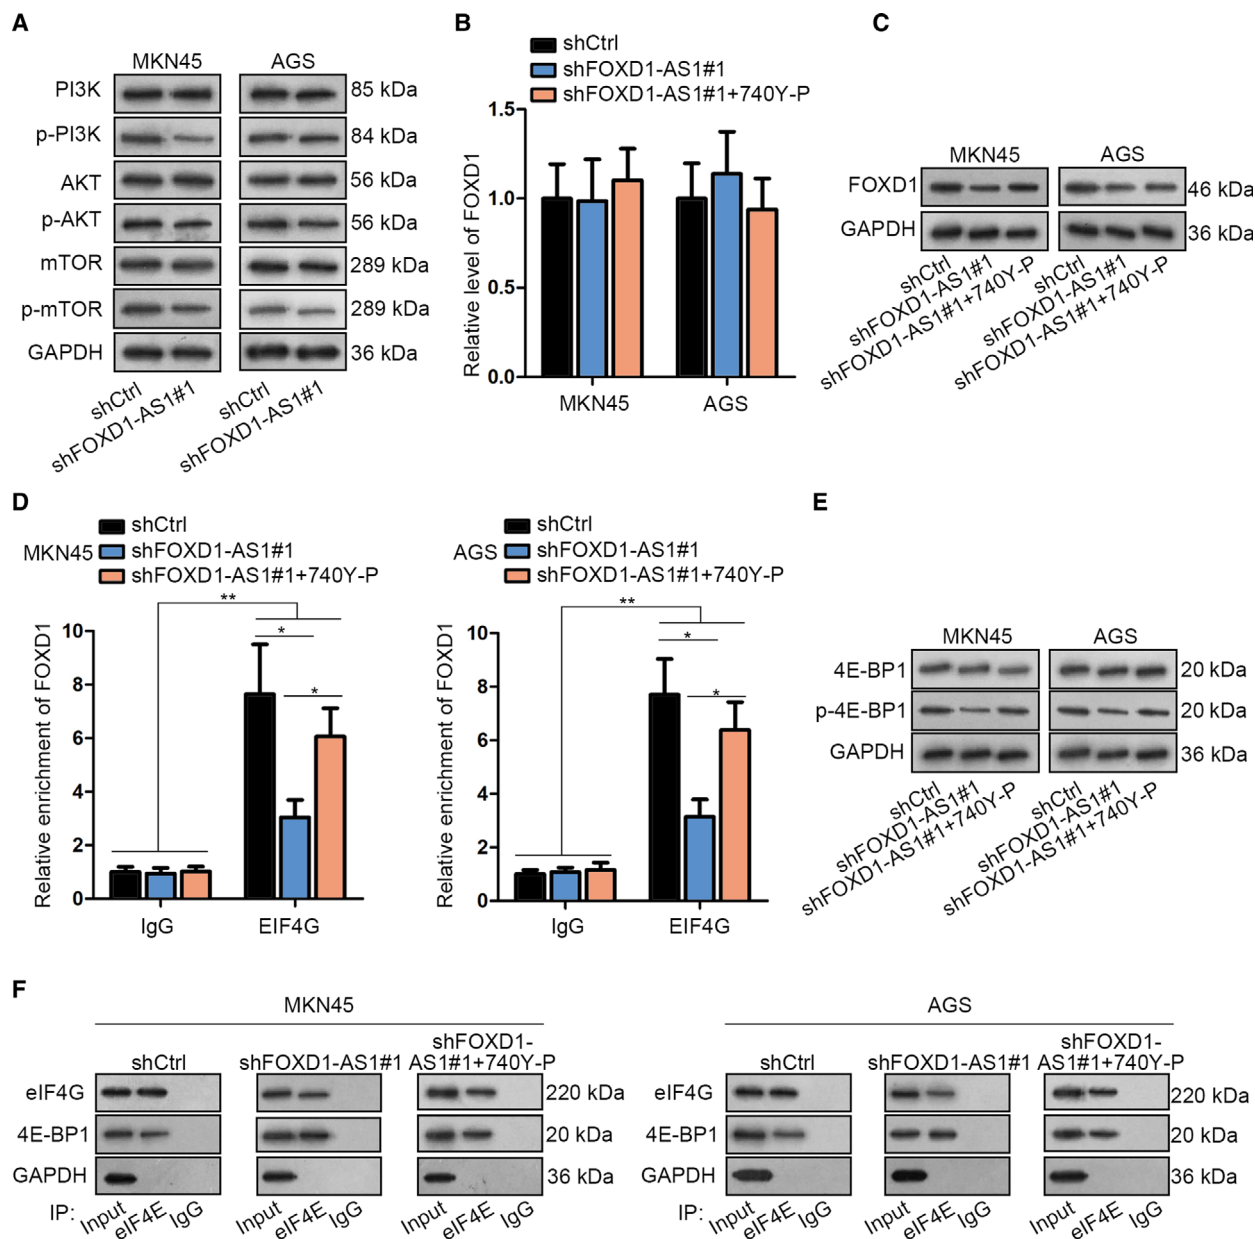 A
MKN45 AGS
PI3K 85 kDa
p-PI3K 84 kDa
AKT 56 kDa
p-AKT 56 kDa
mTOR 289 kDa
p-mTOR 289 kDa
GAPDH 36 kDa
shCtrl shCtrl
shFOXD1-AS1#1 shFOXD1-AS1#1
B
shCtrl
shFOXD1-AS1#1
shFOXD1-AS1#1+740Y-P
Relative level of FOXD1
1.5
1.0
0.5
0.0
MKN45 AGS
C
MKN45 AGS
FOXD1 46 kDa
GAPDH 36 kDa
shCtrl shCtrl
shFOXD1-AS1#1 shFOXD1-AS1#1
shFOXD1-AS1#1+740Y-P shFOXD1-AS1#1+740Y-P
D
MKN45
shCtrl
shFOXD1-AS1#1
shFOXD1-AS1#1+740Y-P
Relative enrichment of FOXD1
**
*
*
10
8
6
4
2
0
IgG EIF4G
AGS
shCtrl
shFOXD1-AS1#1
shFOXD1-AS1#1+740Y-P
Relative enrichment of FOXD1
**
*
*
10
8
6
4
2
0
IgG EIF4G
E
MKN45 AGS
4E-BP1 20 kDa
p-4E-BP1 20 kDa
GAPDH 36 kDa
shCtrl shCtrl
shFOXD1-AS1#1 shFOXD1-AS1#1
shFOXD1-AS1#1+740Y-P shFOXD1-AS1#1+740Y-P
F
MKN45
shCtrl shFOXD1-AS1#1 shFOXD1-
AS1#1+740Y-P
eIF4G 220 kDa
4E-BP1 20 kDa
GAPDH 36 kDa
IP: Input eIF4E IgG Input eIF4E IgG Input eIF4E IgG
AGS
shCtrl shFOXD1-AS1#1 shFOXD1-
AS1#1+740Y-P
eIF4G 220 kDa
4E-BP1 20 kDa
GAPDH 36 kDa
IP: Input eIF4E IgG Input eIF4E IgG Input eIF4E IgG